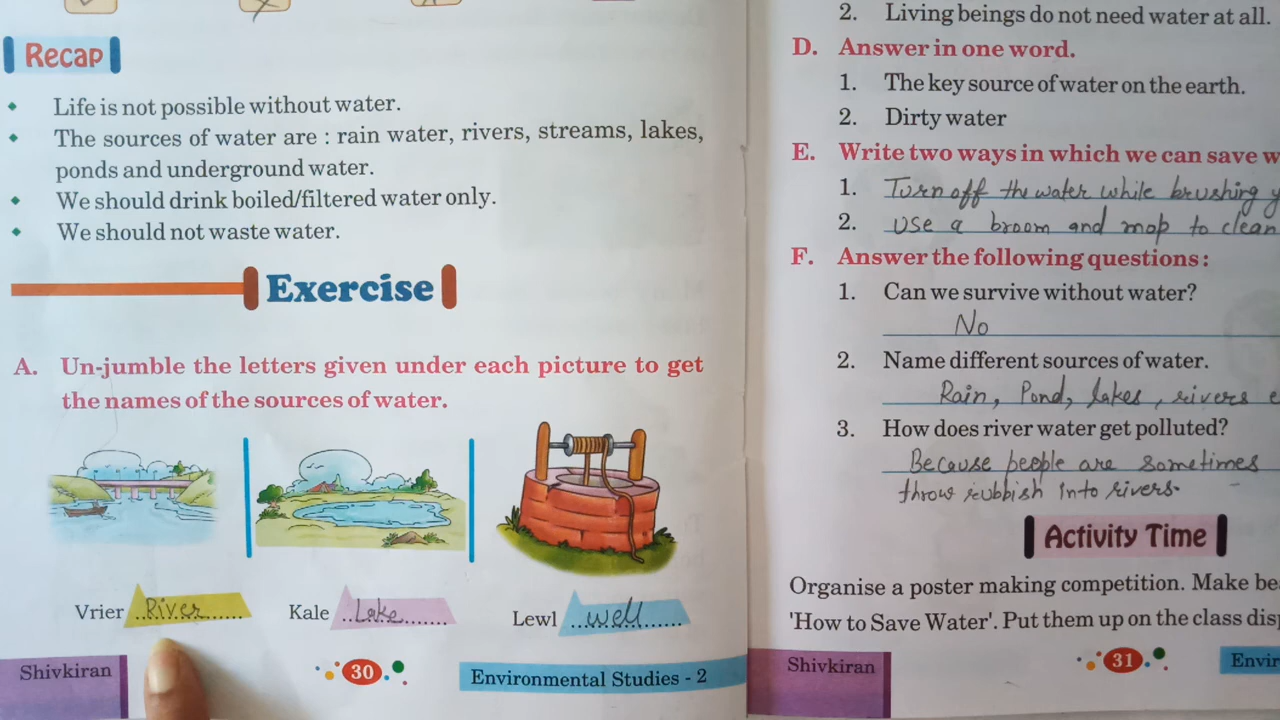 Recap
Life is not possible without water.
The sources of water are : rain water, rivers, streams, lakes,
ponds and underground water.
We should drink boiled/filtered water only.
We should not waste water.
Exercise
A. Un-jumble the letters given under each picture to get
the names of the sources of water.
Vrier ..River...... Kale ..Lake....... Lewl ...well......
Shivkiran 30 Environmental Studies - 2
2. Living beings do not need water at all.
D. Answer in one word.
1. The key source of water on the earth.
2. Dirty water
E. Write two ways in which we can save
1. Turn off the water while brushing
2. Use a broom and mop to clean
F. Answer the following questions:
1. Can we survive without water?
No
2. Name different sources of water.
Rain, Pond, lakes, rivers
3. How does river water get polluted?
Because people are sometimes
throw rubbish into rivers.
Activity Time
Organise a poster making competition. Make
'How to Save Water'. Put them up on the class
Shivkiran 31